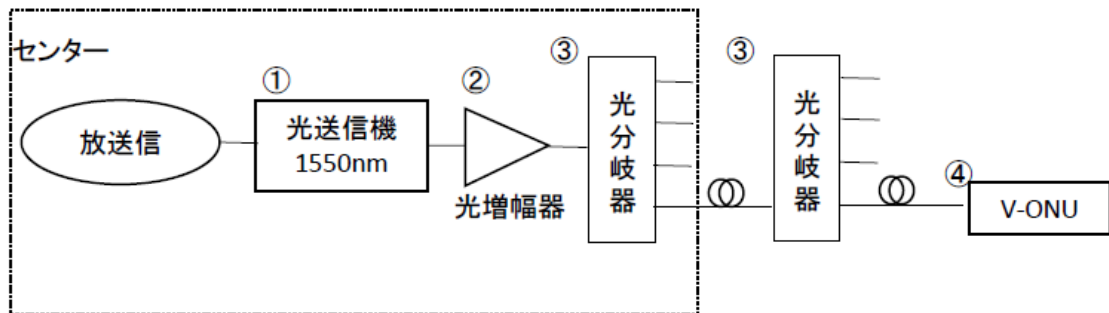 センター
①
②
③
③
④
放送信
光送信機
1550nm
光増幅器
光分岐器
光分岐器
V-ONU